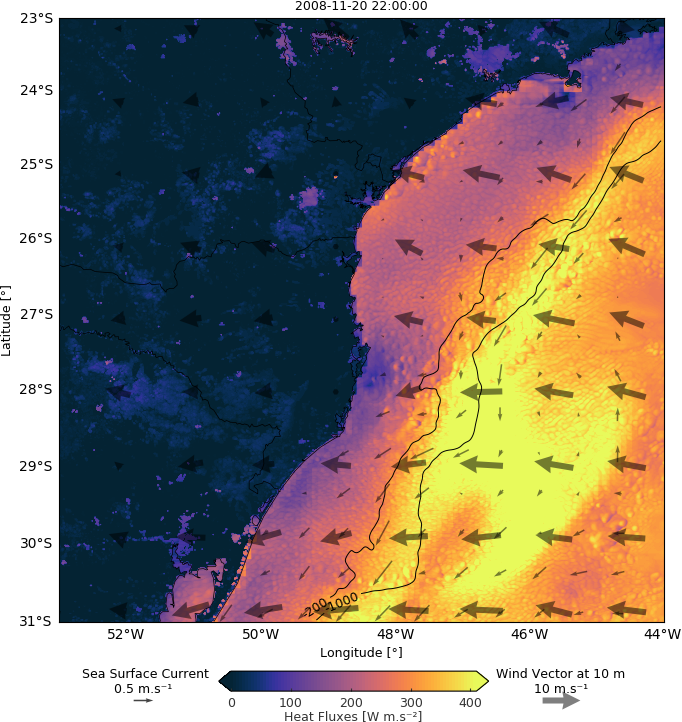 2008-11-20 22:00:00
23°S
24°S
25°S
26°S
27°S
28°S
29°S
30°S
31°S
Latitude [°]
200
1000
52°W 50°W 48°W 46°W 44°W
Longitude [°]
Sea Surface Current
0.5 m.s⁻¹
Wind Vector at 10 m
10 m.s⁻¹
0 100 200 300 400
Heat Fluxes [W m.s⁻²]